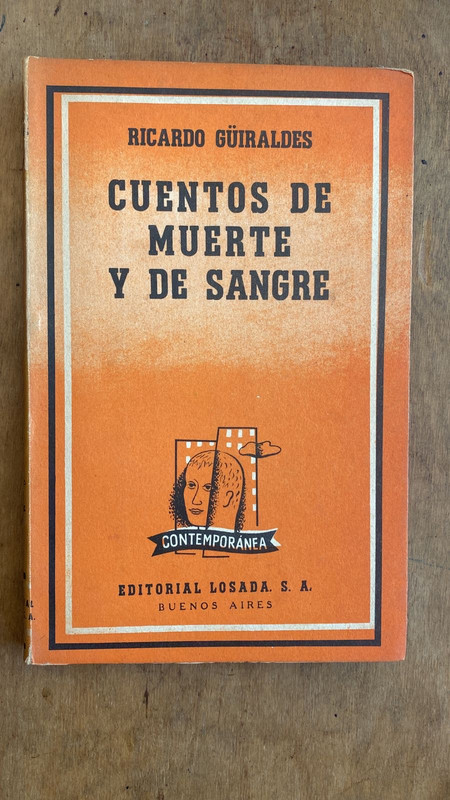 RICARDO GÜIRALDES
CUENTOS DE
MUERTE
Y DE SANGRE
CONTEMPORÁNEA
EDITORIAL LOSADA. S. A.
BUENOS AIRES